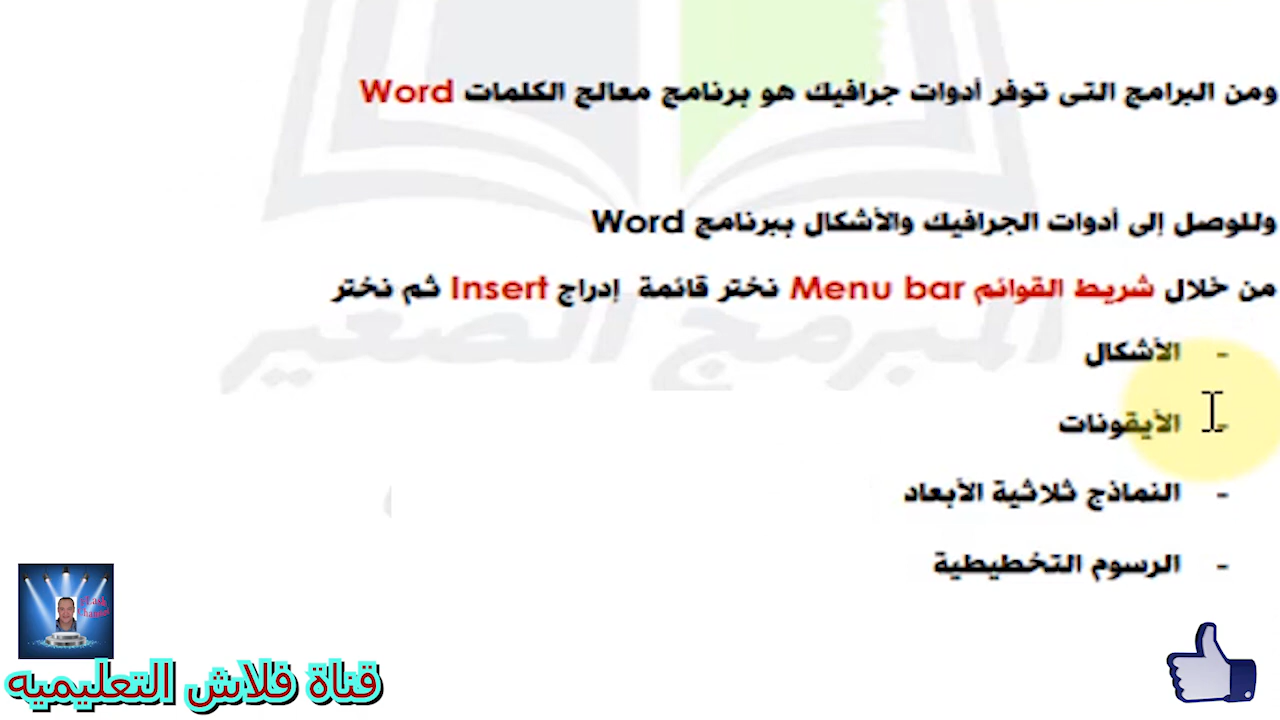 ومن البرامج التى توفر أدوات جرافيك هو برنامج معالج الكلمات Word
وللوصل إلى أدوات الجرافيك والأشكال ببرنامج Word
من خلال شريط القوائم Menu bar نختر قائمة إدراج Insert ثم نختر
المبرمج الصغير
- الأشكال
- الأيقونات
- النماذج ثلاثية الأبعاد
- الرسوم التخطيطية
قناة فلاش التعليميه